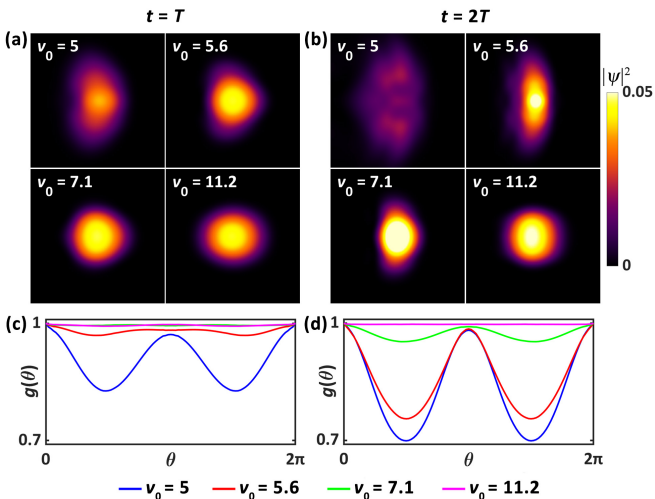 t = T
t = 2T
(a)
v₀ = 5
v₀ = 5.6
(b)
v₀ = 5
v₀ = 5.6
|ψ|²
0.05
v₀ = 7.1
v₀ = 11.2
v₀ = 7.1
v₀ = 11.2
0
(c)
(d)
1
1
g(θ)
g(θ)
0.7
0.7
0
θ
2π
0
θ
2π
v₀ = 5
v₀ = 5.6
v₀ = 7.1
v₀ = 11.2